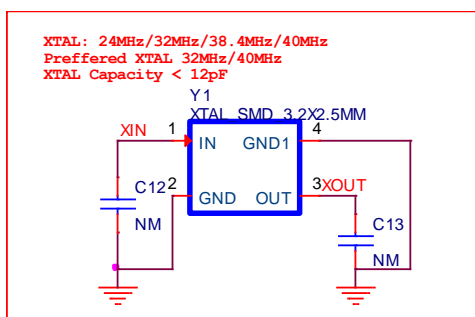 XTAL: 24MHz/32MHz/38.4MHz/40MHz
Preffered XTAL 32MHz/40MHz
XTAL Capacity < 12pF
Y1
XTAL_SMD_3.2X2.5MM
XIN 1 IN GND1 4
2 GND OUT 3 XOUT
C12
NM
C13
NM